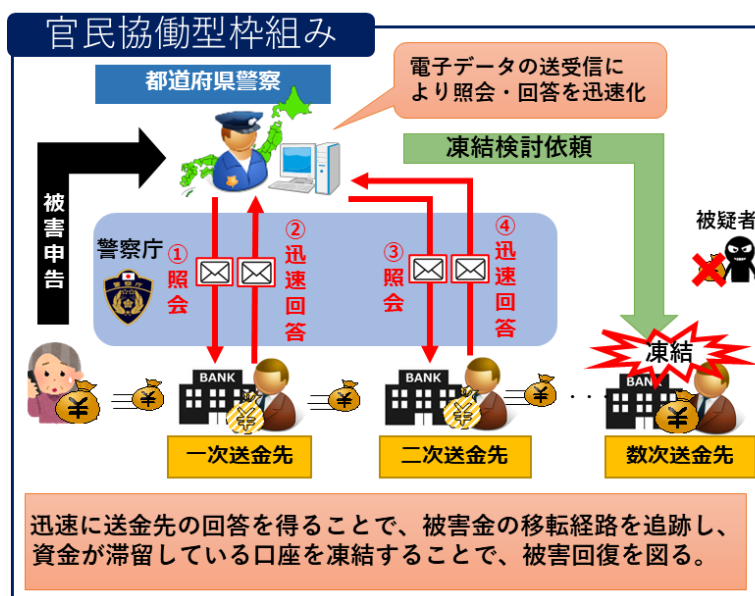 官民協働型枠組み
都道府県警察
電子データの送受信に
より照会・回答を迅速化
凍結検討依頼
被害申告
警察庁
①照会
②迅速回答
③照会
④迅速回答
被疑者
警察庁
凍結
BANK
BANK
BANK
¥
¥
¥
¥
¥
¥
¥
・・・
一次送金先
二次送金先
数次送金先
迅速に送金先の回答を得ることで、被害金の移転経路を追跡し、
資金が滞留している口座を凍結することで、被害回復を図る。